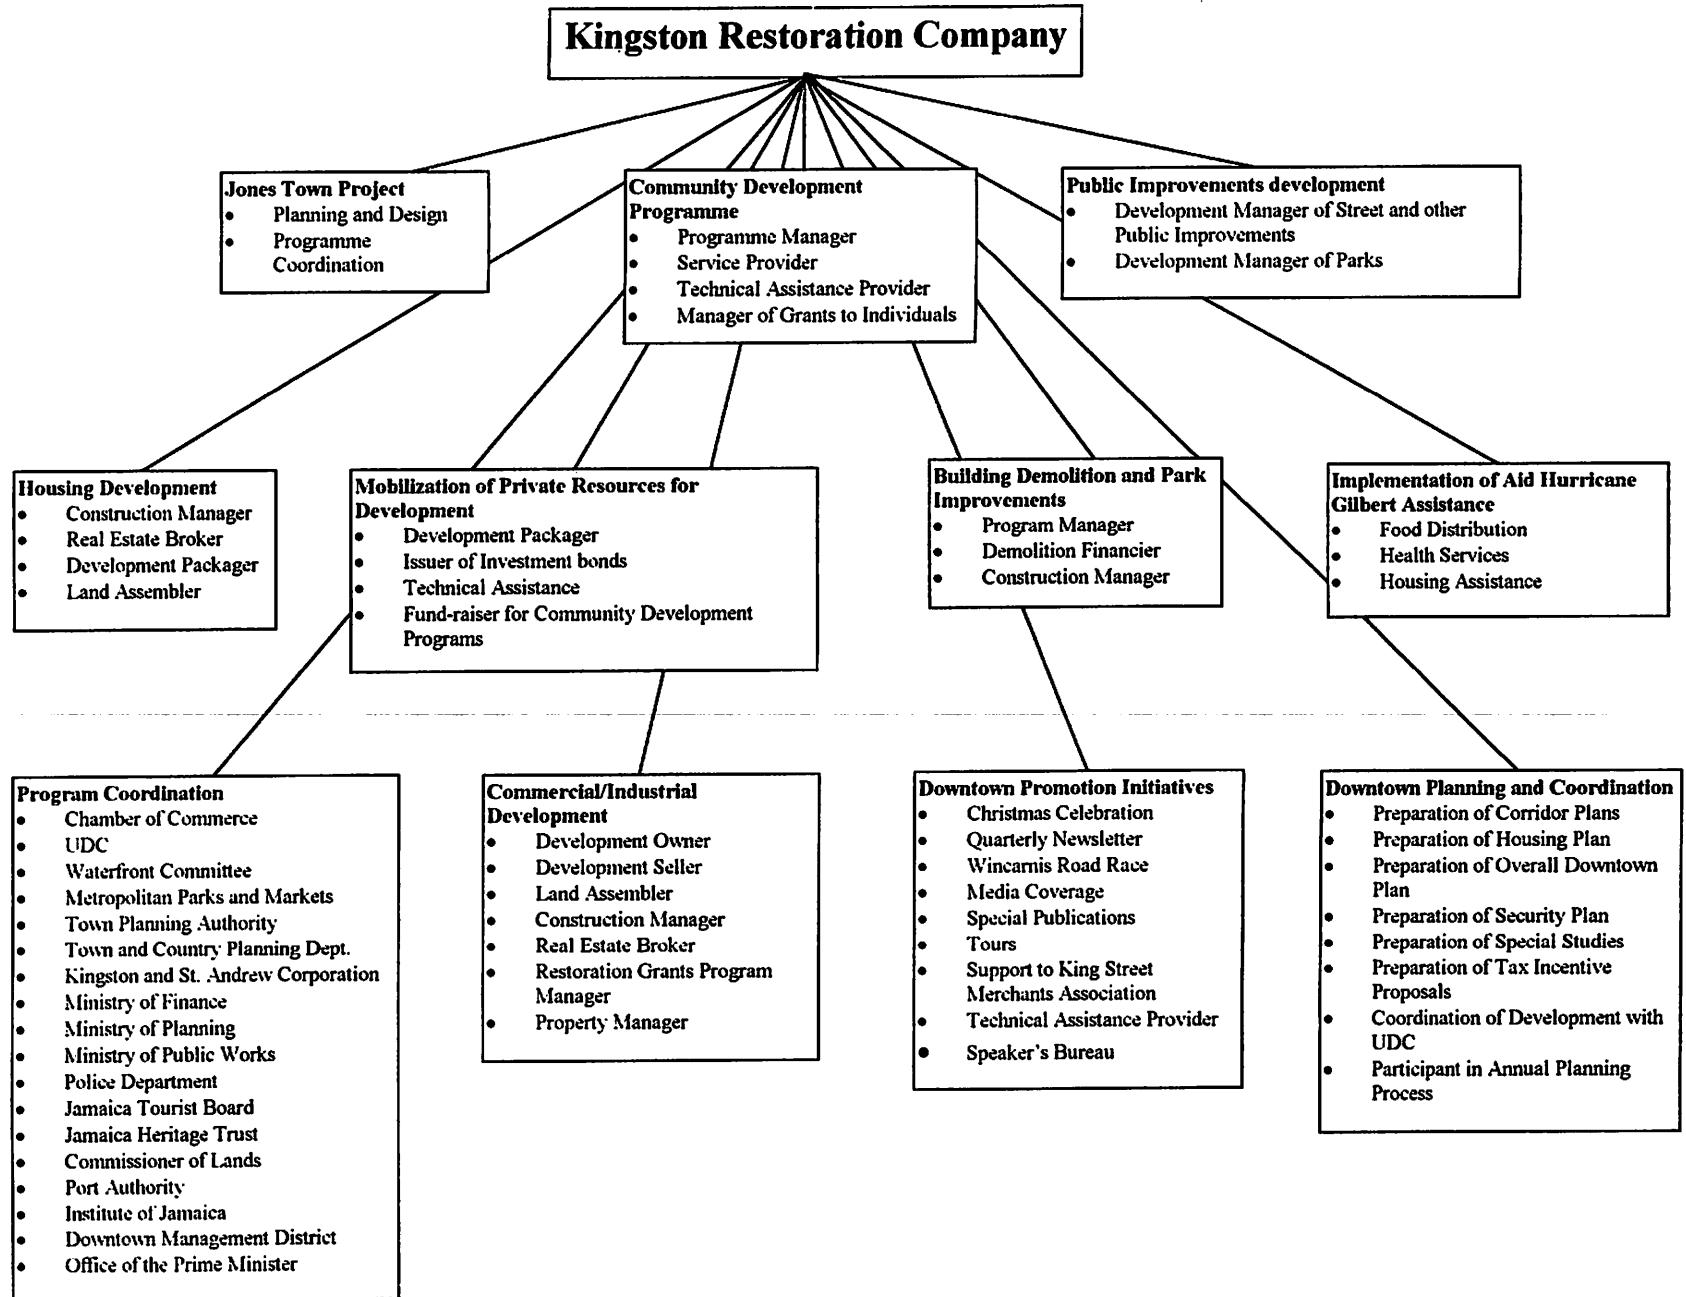 Kingston Restoration Company
Jones Town Project
• Planning and Design
• Programme
Coordination
Community Development
Programme
• Programme Manager
• Service Provider
• Technical Assistance Provider
• Manager of Grants to Individuals
Public Improvements development
• Development Manager of Street and other
Public Improvements
• Development Manager of Parks
Housing Development
• Construction Manager
• Real Estate Broker
• Development Packager
• Land Assembler
Mobilization of Private Resources for
Development
• Development Packager
• Issuer of Investment bonds
• Technical Assistance
• Fund-raiser for Community Development
Programs
Building Demolition and Park
Improvements
• Program Manager
• Demolition Financier
• Construction Manager
Implementation of Aid Hurricane
Gilbert Assistance
• Food Distribution
• Health Services
• Housing Assistance
Program Coordination
• Chamber of Commerce
• UDC
• Waterfront Committee
• Metropolitan Parks and Markets
• Town Planning Authority
• Town and Country Planning Dept.
• Kingston and St. Andrew Corporation
• Ministry of Finance
• Ministry of Planning
• Ministry of Public Works
• Police Department
• Jamaica Tourist Board
• Jamaica Heritage Trust
• Commissioner of Lands
• Port Authority
• Institute of Jamaica
• Downtown Management District
• Office of the Prime Minister
Commercial/Industrial
Development
• Development Owner
• Development Seller
• Land Assembler
• Construction Manager
• Real Estate Broker
• Restoration Grants Program
Manager
• Property Manager
Downtown Promotion Initiatives
• Christmas Celebration
• Quarterly Newsletter
• Wincarnis Road Race
• Media Coverage
• Special Publications
• Tours
• Support to King Street
Merchants Association
• Technical Assistance Provider
• Speaker's Bureau
Downtown Planning and Coordination
• Preparation of Corridor Plans
• Preparation of Housing Plan
• Preparation of Overall Downtown
Plan
• Preparation of Security Plan
• Preparation of Special Studies
• Preparation of Tax Incentive
Proposals
• Coordination of Development with
UDC
• Participant in Annual Planning
Process